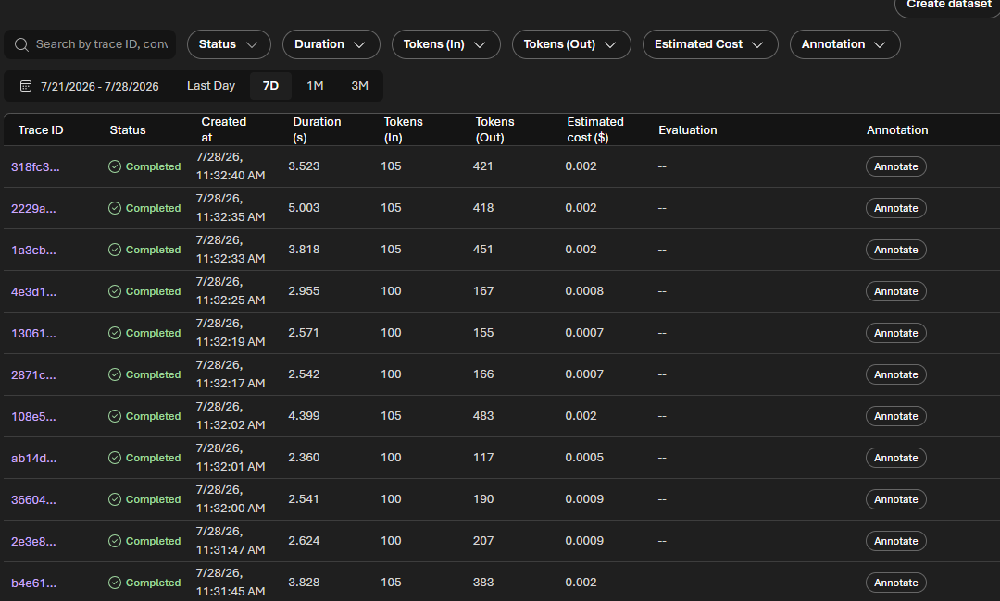 Create dataset
Search by trace ID, conv
Status Duration Tokens (In) Tokens (Out) Estimated Cost Annotation
7/21/2026 - 7/28/2026 Last Day 7D 1M 3M
Trace ID Status Created at Duration (s) Tokens (In) Tokens (Out) Estimated cost ($) Evaluation Annotation
318fc3... Completed 7/28/26, 11:32:40 AM 3.523 105 421 0.002 -- Annotate
2229a... Completed 7/28/26, 11:32:35 AM 5.003 105 418 0.002 -- Annotate
1a3cb... Completed 7/28/26, 11:32:33 AM 3.818 105 451 0.002 -- Annotate
4e3d1... Completed 7/28/26, 11:32:25 AM 2.955 100 167 0.0008 -- Annotate
13061... Completed 7/28/26, 11:32:19 AM 2.571 100 155 0.0007 -- Annotate
2871c... Completed 7/28/26, 11:32:17 AM 2.542 100 166 0.0007 -- Annotate
108e5... Completed 7/28/26, 11:32:02 AM 4.399 105 483 0.002 -- Annotate
ab14d... Completed 7/28/26, 11:32:01 AM 2.360 100 117 0.0005 -- Annotate
36604... Completed 7/28/26, 11:32:00 AM 2.541 100 190 0.0009 -- Annotate
2e3e8... Completed 7/28/26, 11:31:47 AM 2.624 100 207 0.0009 -- Annotate
b4e61... Completed 7/28/26, 11:31:45 AM 3.828 105 383 0.002 -- Annotate